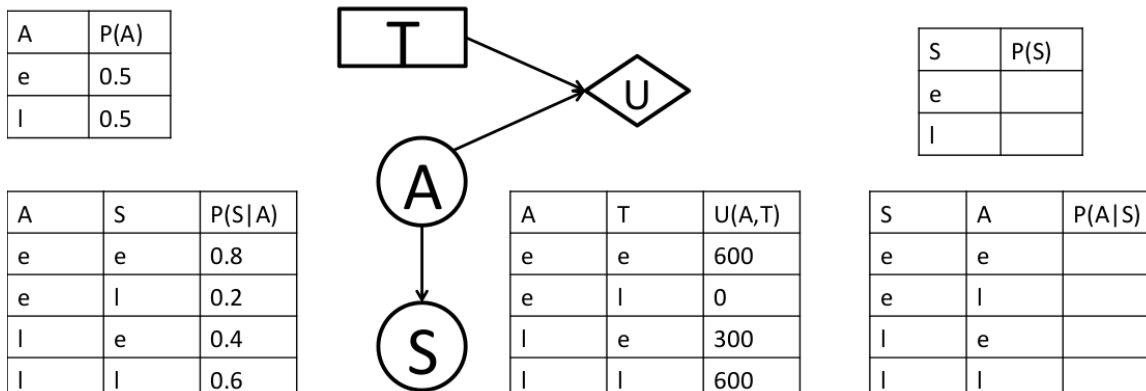 A P(A)
e 0.5
l 0.5
T
U
A
S
S P(S)
e
l
A S P(S|A)
e e 0.8
e l 0.2
l e 0.4
l l 0.6
A T U(A,T)
e e 600
e l 0
l e 300
l l 600
S A P(A|S)
e e
e l
l e
l l